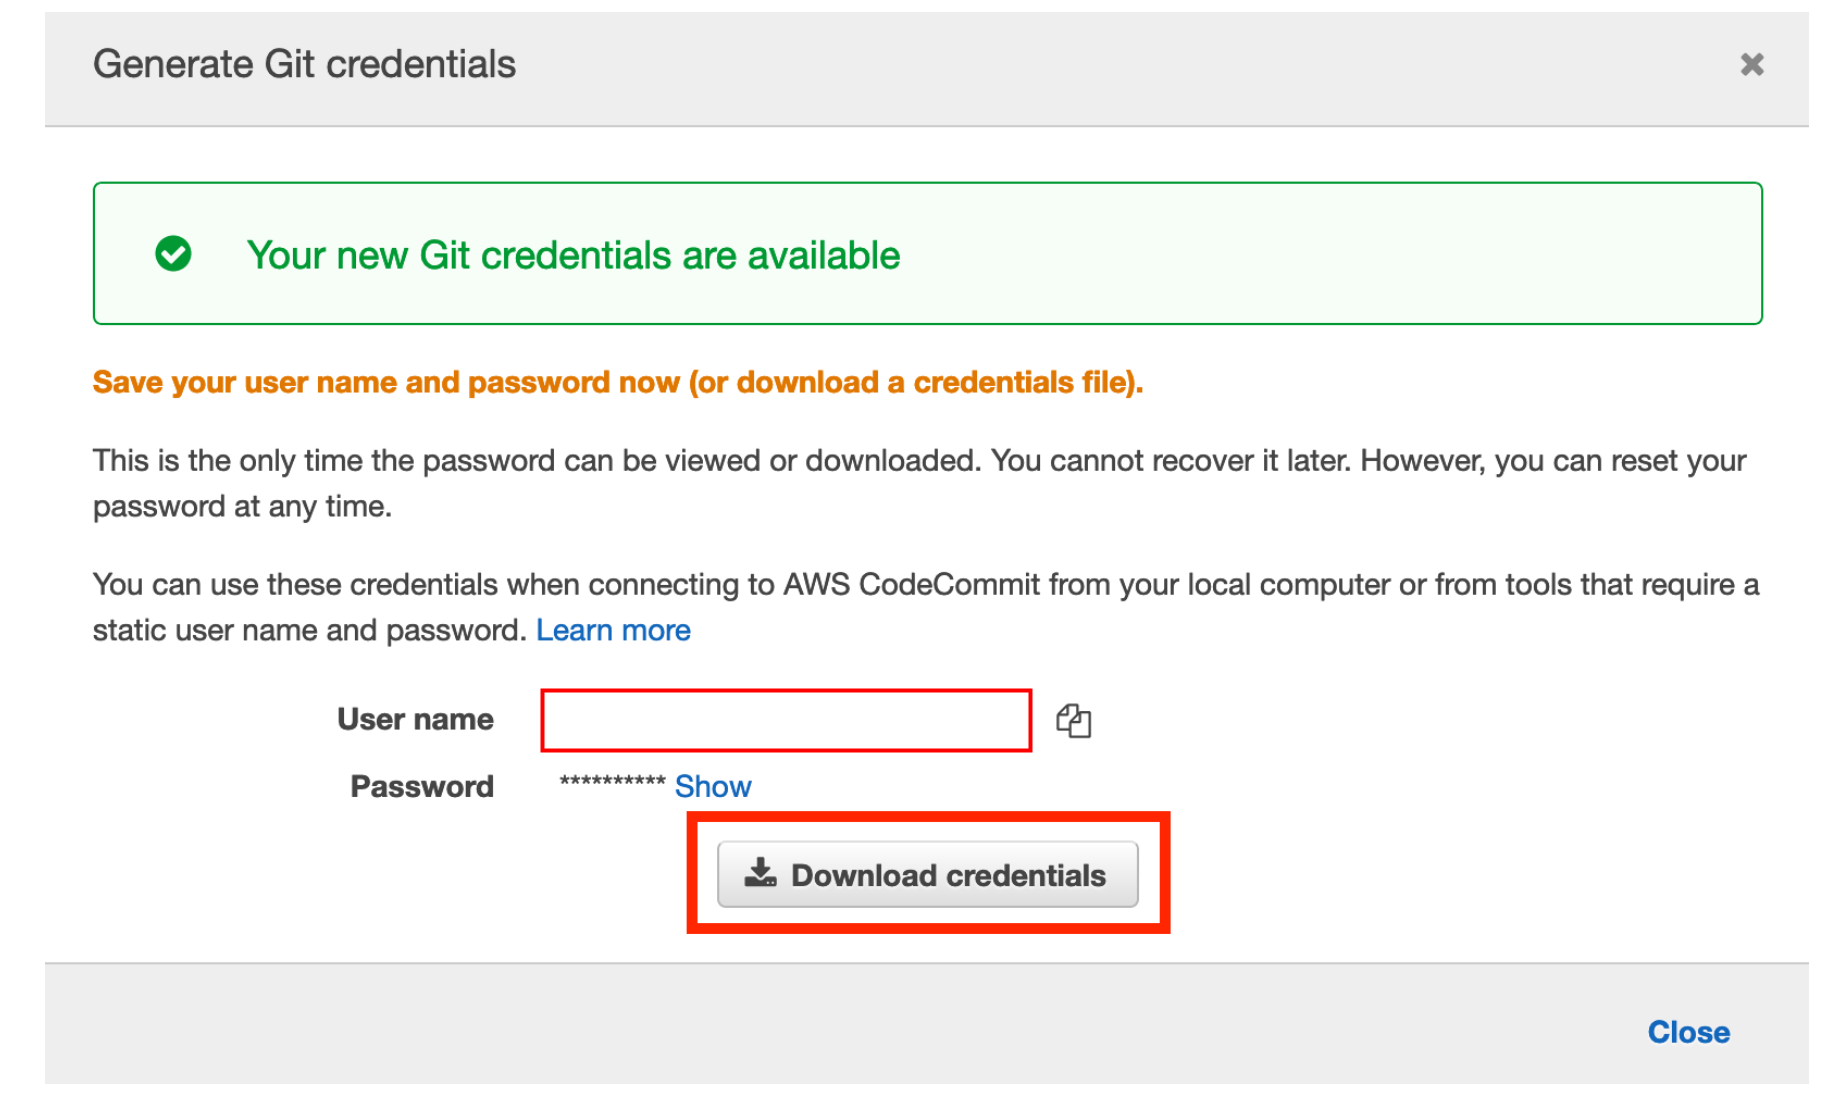 Generate Git credentials
Your new Git credentials are available
Save your user name and password now (or download a credentials file).
This is the only time the password can be viewed or downloaded. You cannot recover it later. However, you can reset your
password at any time.
You can use these credentials when connecting to AWS CodeCommit from your local computer or from tools that require a
static user name and password. Learn more
User name
Password ********** Show
Download credentials
Close